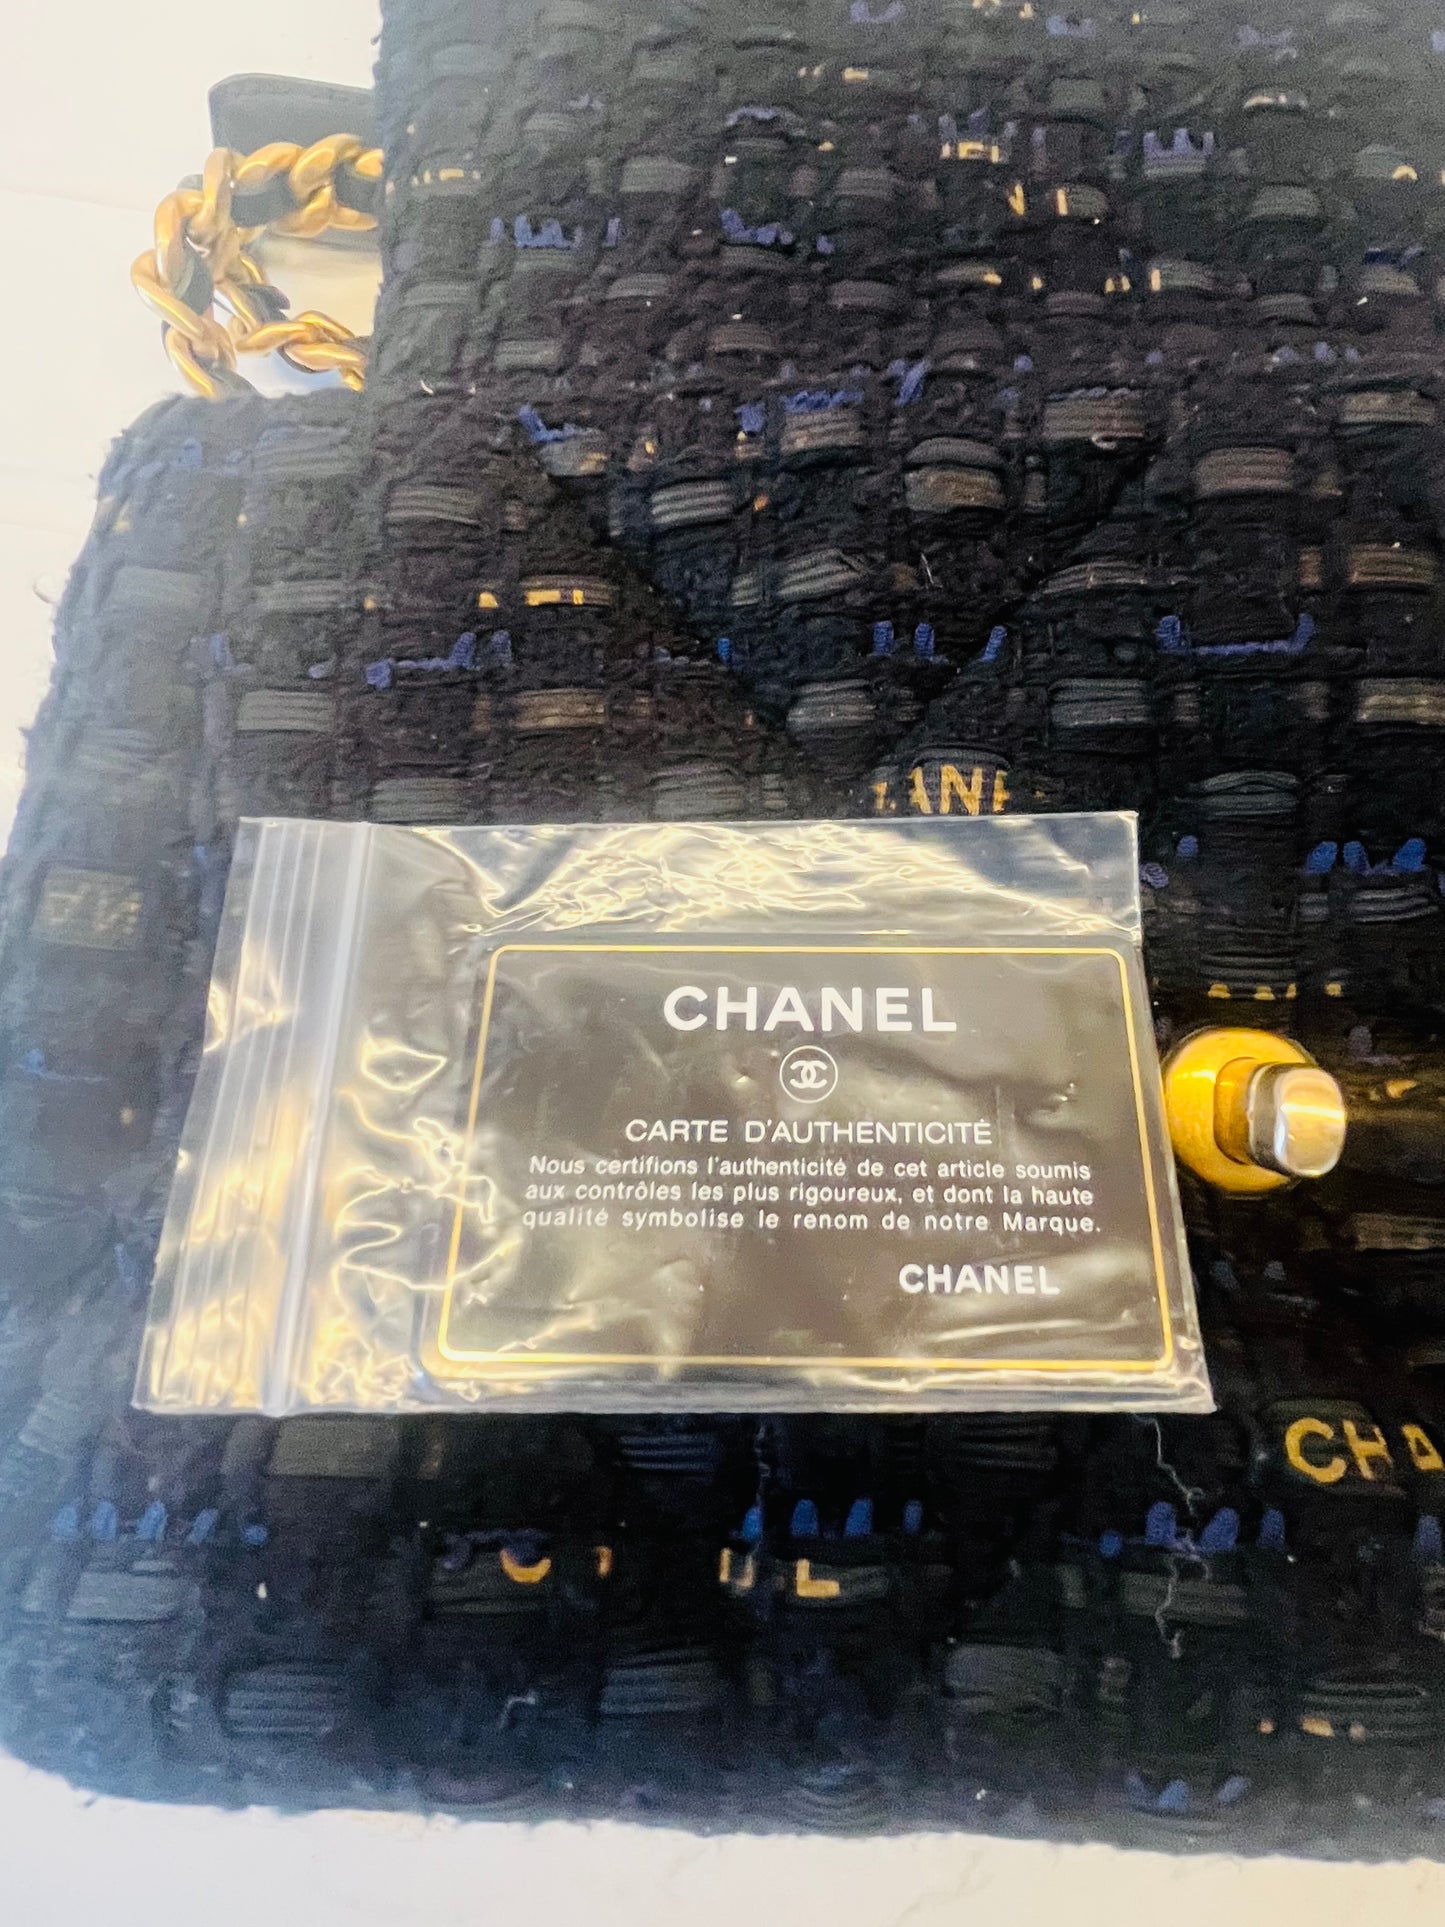 CHANEL
CARTE D'AUTHENTICITÉ
Nous certifions l'authenticité de cet article soumis
aux contrôles les plus rigoureux, et dont la haute
qualité symbolise le renom de notre Marque.
CHANEL
CHA